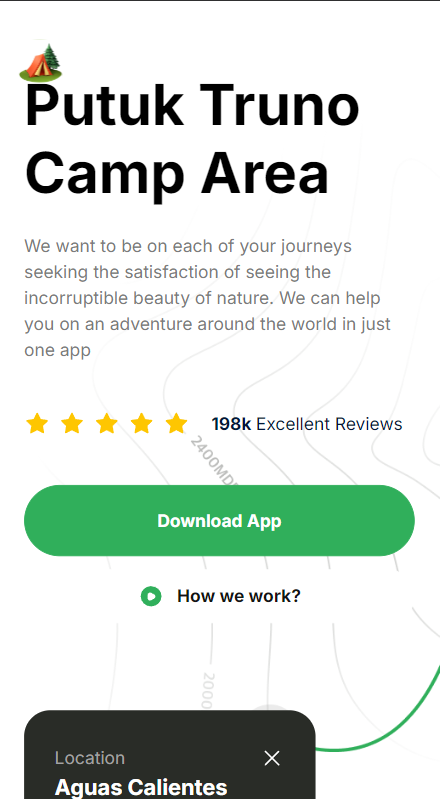 Putuk Truno
Camp Area
We want to be on each of your journeys
seeking the satisfaction of seeing the
incorruptible beauty of nature. We can help
you on an adventure around the world in just
one app
198k Excellent Reviews
2400MD
Download App
How we work?
2000
Location
Aguas Calientes